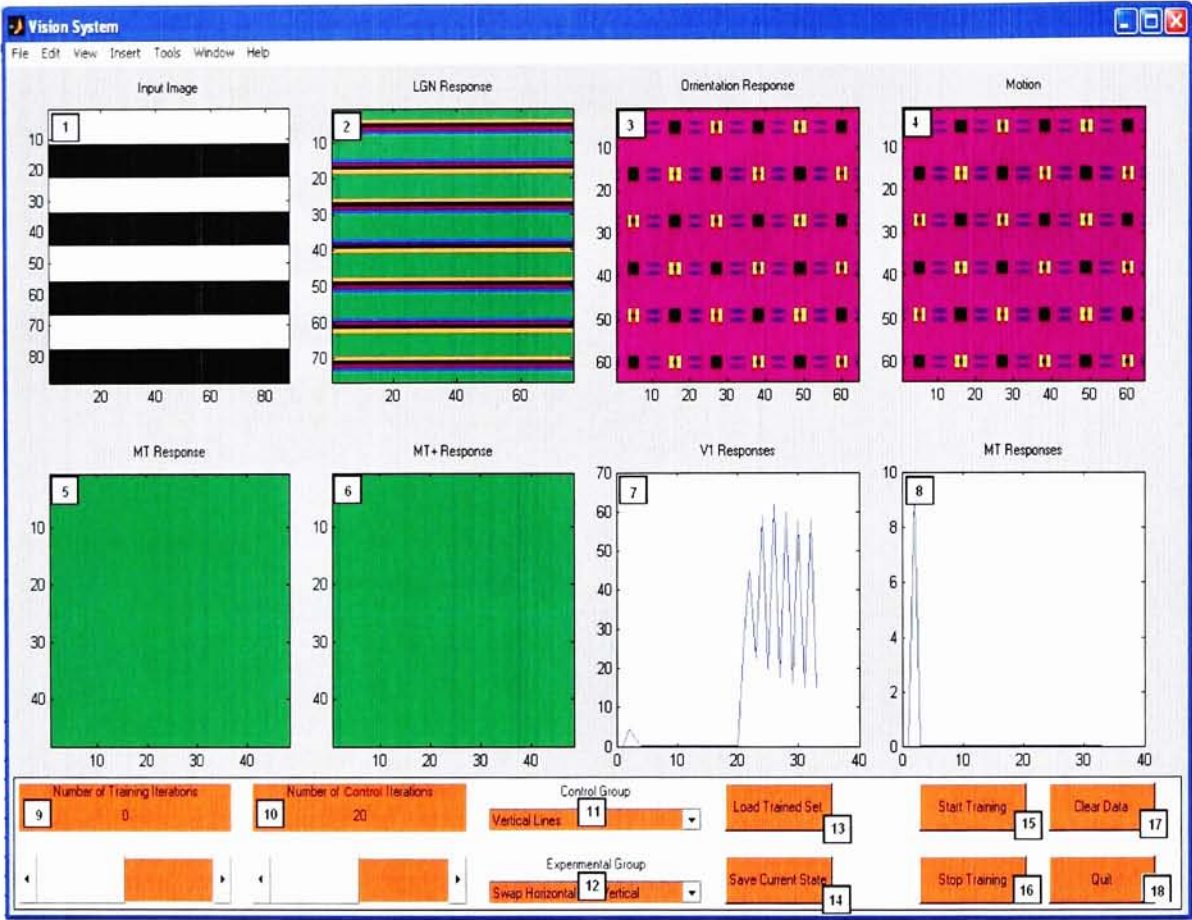 Vision System
File Edit View Insert Tools Window Help
Input Image
1
10
20
30
40
50
60
70
80
20 40 60 80
LGN Response
2
10
20
30
40
50
60
70
20 40 60
Orrientation Response
3
10
20
30
40
50
60
10 20 30 40 50 60
Motion
4
10
20
30
40
50
60
10 20 30 40 50 60
MT Response
5
10
20
30
40
10 20 30 40
MT+ Response
6
10
20
30
40
10 20 30 40
V1 Responses
7
70
60
50
40
30
20
10
0
0 10 20 30 40
MT Responses
8
10
8
6
4
2
0
0 10 20 30 40
Number of Training Iterations
9
0
Number of Control Iterations
10
20
Control Group
11
Vertical Lines
Load Trained Set
13
Start Training
15
Clear Data
17
Expermental Group
12
Swap Horizontal Vertical
Save Current State
14
Stop Training
16
Quit
18